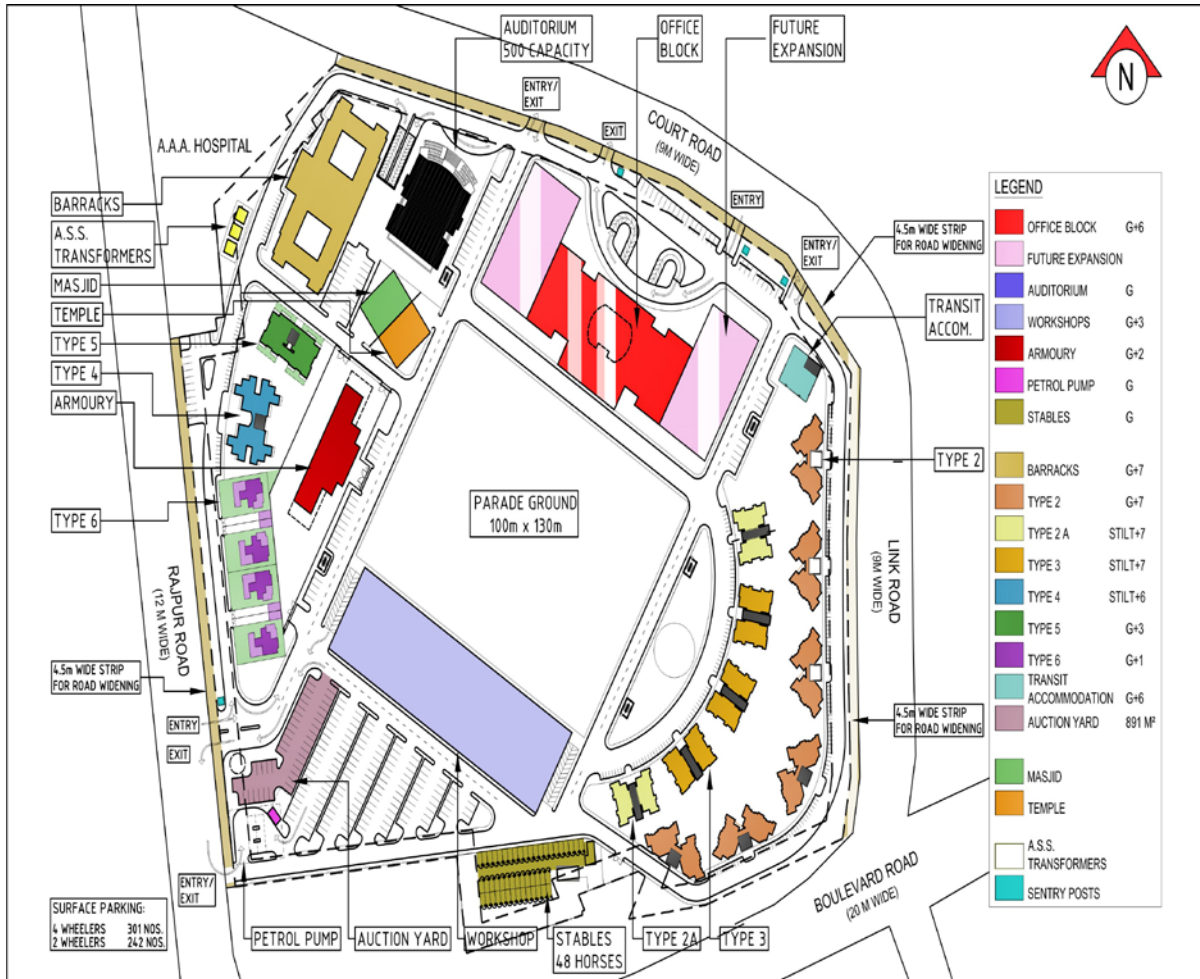 AUDITORIUM
500 CAPACITY
OFFICE
BLOCK
FUTURE
EXPANSION
N
ENTRY/
EXIT
EXIT
COURT ROAD
(9M WIDE)
ENTRY
ENTRY/
EXIT
4.5m WIDE STRIP
FOR ROAD WIDENING
TRANSIT
ACCOM.
A.A.A. HOSPITAL
BARRACKS
A.S.S.
TRANSFORMERS
MASJID
TEMPLE
TYPE 5
TYPE 4
ARMOURY
TYPE 6
TYPE 2
PARADE GROUND
100m x 130m
RAJPUR ROAD
(12 M WIDE)
LINK ROAD
(9M WIDE)
4.5m WIDE STRIP
FOR ROAD WIDENING
ENTRY
EXIT
4.5m WIDE STRIP
FOR ROAD WIDENING
ENTRY/
EXIT
BOULEVARD ROAD
(20 M WIDE)
SURFACE PARKING:
4 WHEELERS 301 NOS.
2 WHEELERS 242 NOS.
PETROL PUMP
AUCTION YARD
WORKSHOP
STABLES
48 HORSES
TYPE 2A
TYPE 3
LEGEND
OFFICE BLOCK G+6
FUTURE EXPANSION
AUDITORIUM G
WORKSHOPS G+3
ARMOURY G+2
PETROL PUMP G
STABLES G
BARRACKS G+7
TYPE 2 G+7
TYPE 2 A STILT+7
TYPE 3 STILT+7
TYPE 4 STILT+6
TYPE 5 G+3
TYPE 6 G+1
TRANSIT
ACCOMMODATION G+6
AUCTION YARD 891 M²
MASJID
TEMPLE
A.S.S.
TRANSFORMERS
SENTRY POSTS